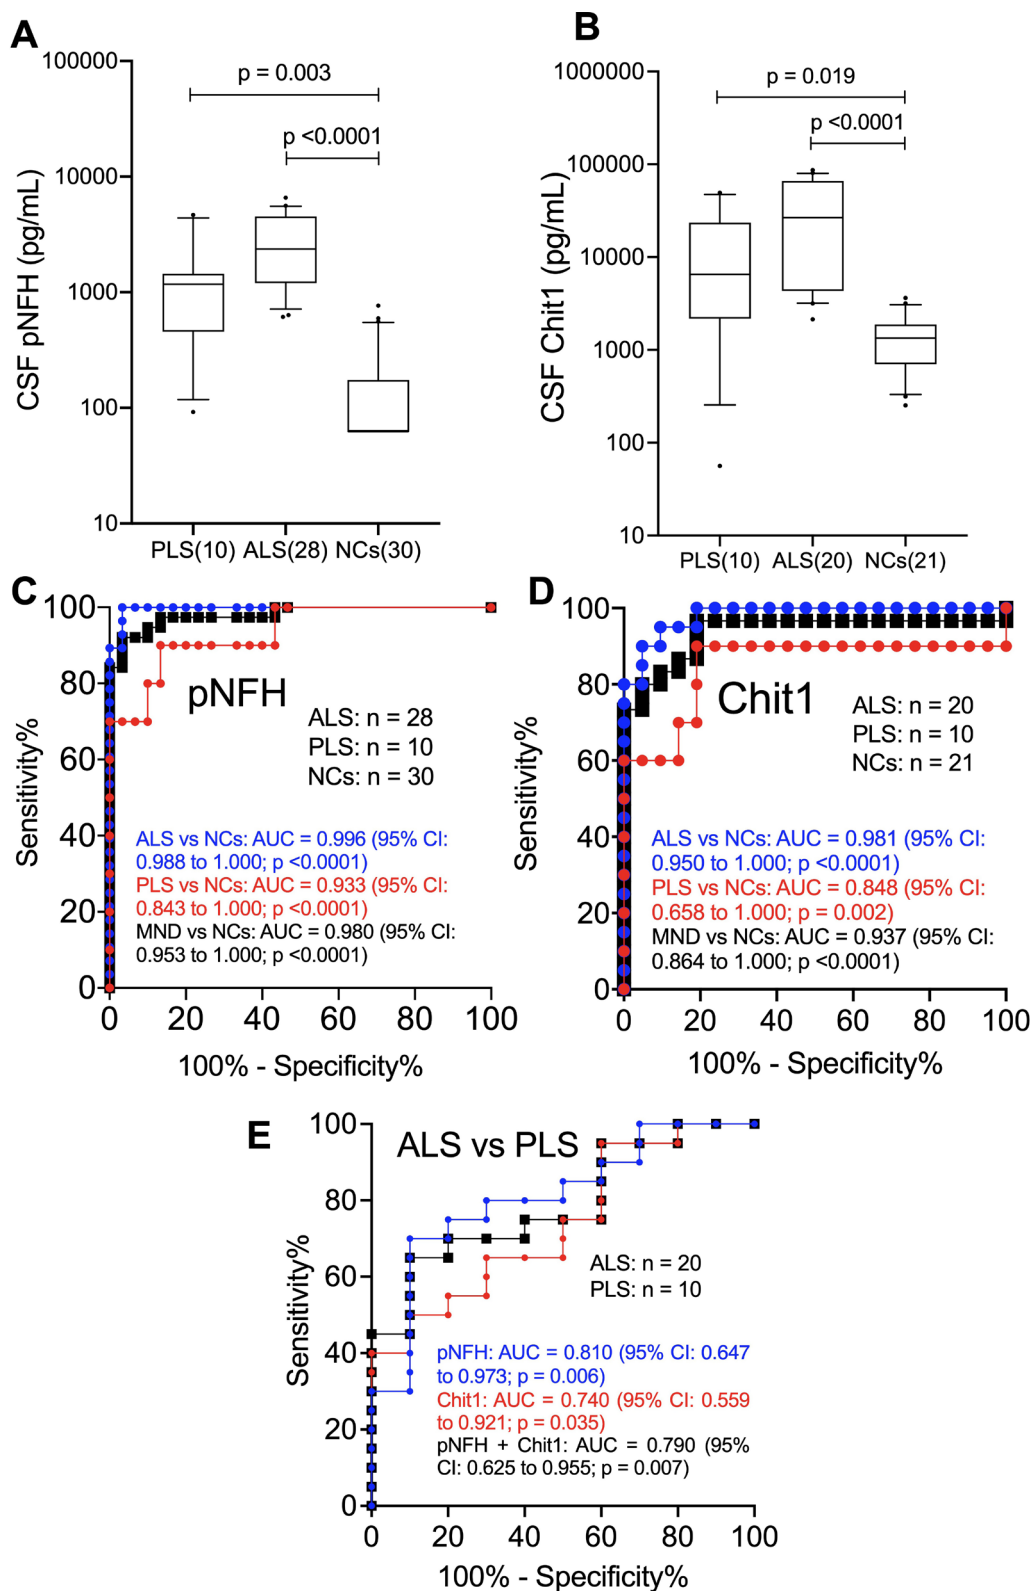 A
CSF pNFH (pg/mL)
100000
10000
1000
100
10
p = 0.003
p <0.0001
PLS(10) ALS(28) NCs(30)
B
CSF Chit1 (pg/mL)
1000000
100000
10000
1000
100
10
p = 0.019
p <0.0001
PLS(10) ALS(20) NCs(21)
C
Sensitivity%
100
80
60
40
20
0
pNFH
ALS: n = 28
PLS: n = 10
NCs: n = 30
ALS vs NCs: AUC = 0.996 (95% CI:
0.988 to 1.000; p <0.0001)
PLS vs NCs: AUC = 0.933 (95% CI:
0.843 to 1.000; p <0.0001)
MND vs NCs: AUC = 0.980 (95% CI:
0.953 to 1.000; p <0.0001)
0 20 40 60 80 100
100% - Specificity%
D
Sensitivity%
100
80
60
40
20
0
Chit1
ALS: n = 20
PLS: n = 10
NCs: n = 21
ALS vs NCs: AUC = 0.981 (95% CI:
0.950 to 1.000; p <0.0001)
PLS vs NCs: AUC = 0.848 (95% CI:
0.658 to 1.000; p = 0.002)
MND vs NCs: AUC = 0.937 (95% CI:
0.864 to 1.000; p <0.0001)
0 20 40 60 80 100
100% - Specificity%
E
Sensitivity%
100
80
60
40
20
0
ALS vs PLS
ALS: n = 20
PLS: n = 10
pNFH: AUC = 0.810 (95% CI: 0.647
to 0.973; p = 0.006)
Chit1: AUC = 0.740 (95% CI: 0.559
to 0.921; p = 0.035)
pNFH + Chit1: AUC = 0.790 (95%
CI: 0.625 to 0.955; p = 0.007)
0 20 40 60 80 100
100% - Specificity%